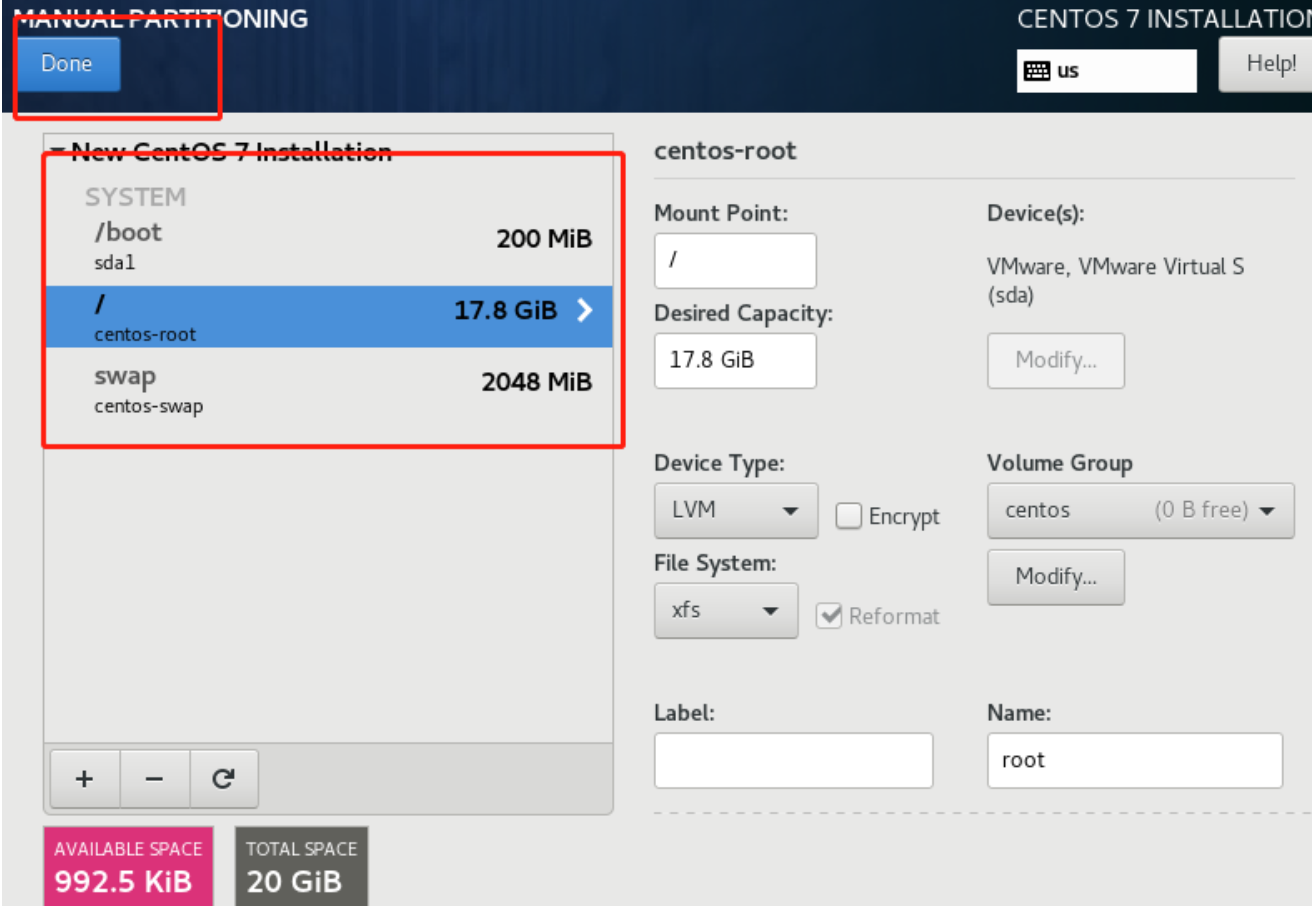 MANUAL PARTITIONING
CENTOS 7 INSTALLATION
Done
us
Help!
New CentOS 7 Installation
SYSTEM
/boot
200 MiB
sda1
/
17.8 GiB
centos-root
swap
2048 MiB
centos-swap
+ −
AVAILABLE SPACE
992.5 KiB
TOTAL SPACE
20 GiB
centos-root
Mount Point:
/
Device(s):
VMware, VMware Virtual S
(sda)
Desired Capacity:
17.8 GiB
Modify...
Device Type:
LVM
Encrypt
Volume Group
centos (0 B free)
File System:
xfs
Reformat
Modify...
Label:
Name:
root